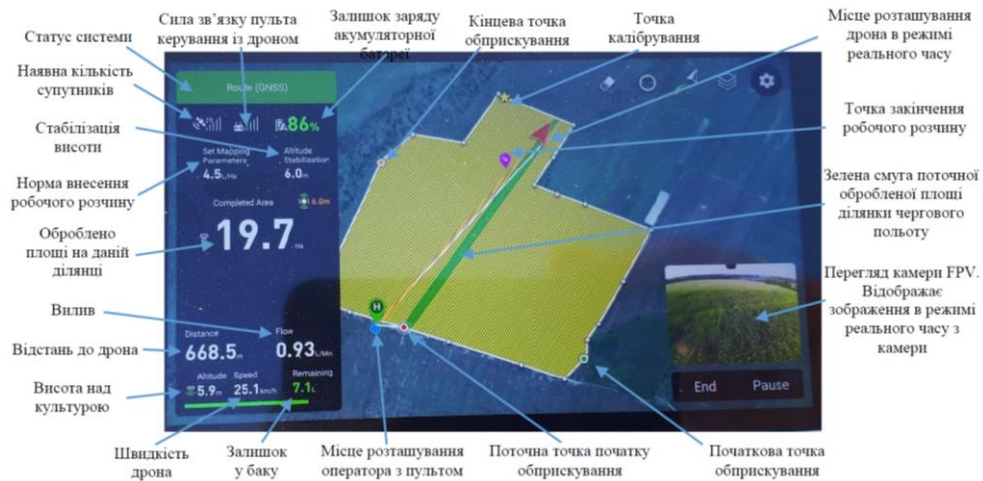 Статус системи
Сила зв’язку пульта
керування із дроном
Залишок заряду
акумуляторної
батареї
Кінцева точка
обприскування
Точка
калібрування
Місце розташування
дрона в режимі
реального часу
Наявна кількість
супутників
Стабілізація
висоти
Норма внесення
робочого розчину
Оброблено
площі на даній
ділянці
Вилив
Відстань до дрона
Висота над
культурою
Route (GNSS)
86%
Set Mapping
Parameters
4.5L/Ha
Altitude
Stabilization
6.0m
Completed Area
6.0m
19.7 Ha
Distance
668.5m
Flow
0.93L/Min
Altitude
5.9m
Speed
25.1km/h
Remaining
7.1L
H
End
Pause
Точка закінчення
робочого розчину
Зелена смуга поточної
обробленої площі
ділянки чергового
польоту
Перегляд камери FPV.
Відображає
зображення в режимі
реального часу з
камери
Швидкість
дрона
Залишок
у баку
Місце розташування
оператора з пультом
Поточна точка початку
обприскування
Початкова точка
обприскування